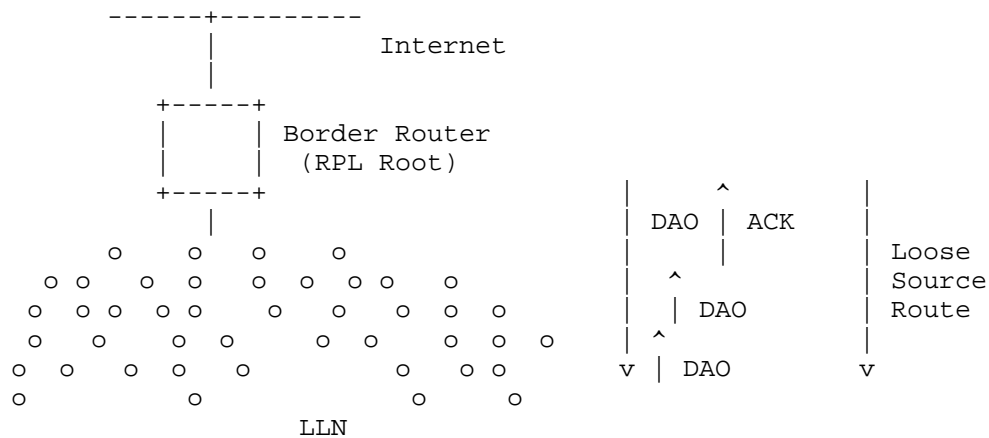 Internet
Border Router
(RPL Root)
DAO ACK
Loose
Source
DAO Route
DAO
LLN